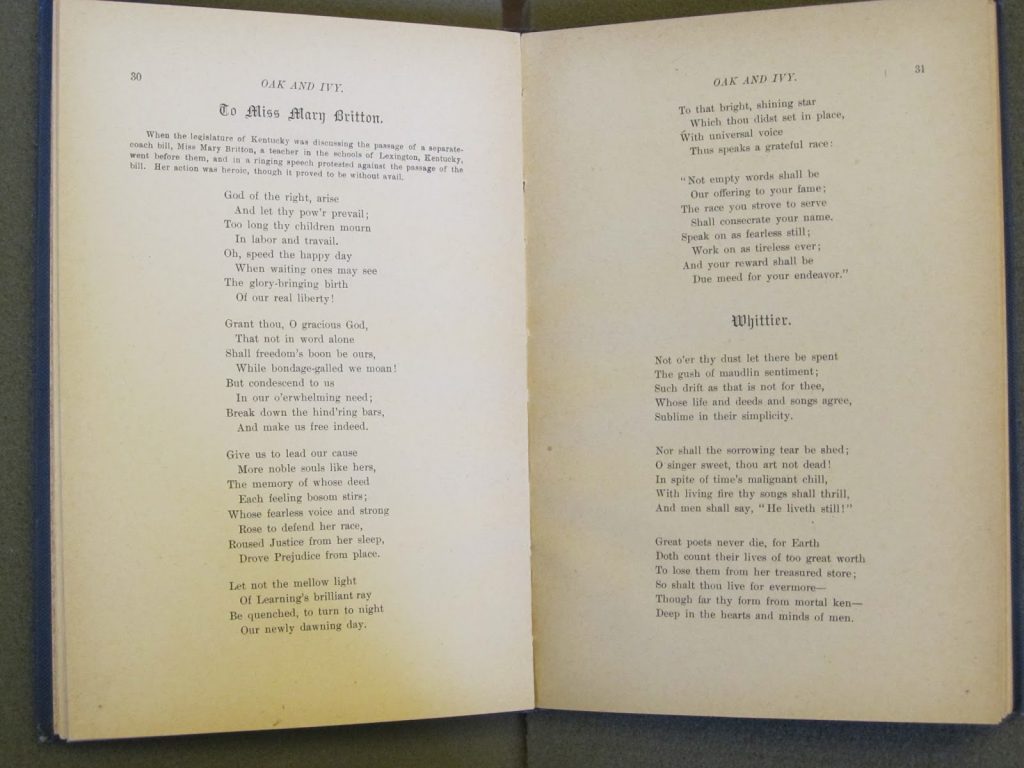 30
OAK AND IVY.
To Miss Mary Britton.
When the legislature of Kentucky was discussing the passage of a separate-
coach bill, Miss Mary Britton, a teacher in the schools of Lexington, Kentucky,
went before them, and in a ringing speech protested against the passage of the
bill. Her action was heroic, though it proved to be without avail.
God of the right, arise
And let thy pow'r prevail;
Too long thy children mourn
In labor and travail.
Oh, speed the happy day
When waiting ones may see
The glory-bringing birth
Of our real liberty!
Grant thou, O gracious God,
That not in word alone
Shall freedom's boon be ours,
While bondage-galled we moan!
But condescend to us
In our o'erwhelming need;
Break down the hind'ring bars,
And make us free indeed.
Give us to lead our cause
More noble souls like hers,
The memory of whose deed
Each feeling bosom stirs;
Whose fearless voice and strong
Rose to defend her race,
Roused Justice from her sleep,
Drove Prejudice from place.
Let not the mellow light
Of Learning's brilliant ray
Be quenched, to turn to night
Our newly dawning day.
OAK AND IVY.
31
To that bright, shining star
Which thou didst set in place,
With universal voice
Thus speaks a grateful race:
"Not empty words shall be
Our offering to your fame;
The race you strove to serve
Shall consecrate your name.
Speak on as fearless still;
Work on as tireless ever;
And your reward shall be
Due meed for your endeavor."
Whittier.
Not o'er thy dust let there be spent
The gush of maudlin sentiment;
Such drift as that is not for thee,
Whose life and deeds and songs agree,
Sublime in their simplicity.
Nor shall the sorrowing tear be shed;
O singer sweet, thou art not dead!
In spite of time's malignant chill,
With living fire thy songs shall thrill,
And men shall say, "He liveth still!"
Great poets never die, for Earth
Doth count their lives of too great worth
To lose them from her treasured store;
So shalt thou live for evermore—
Though far thy form from mortal ken—
Deep in the hearts and minds of men.